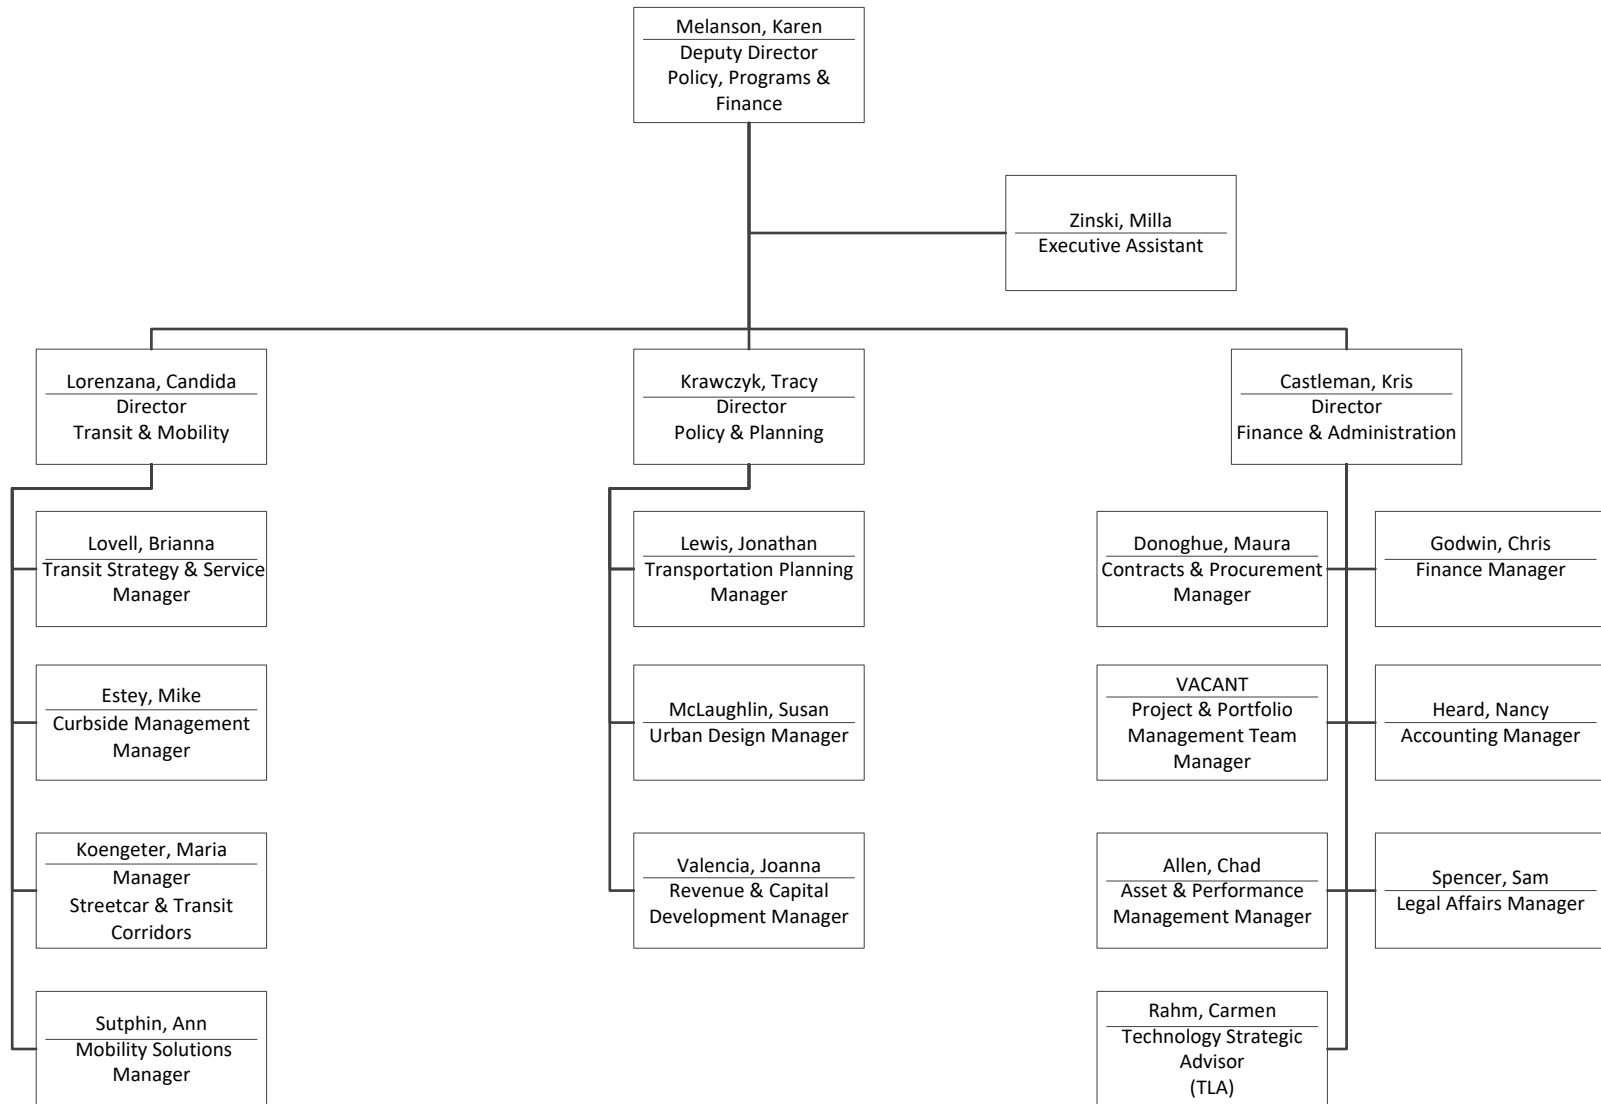 Melanson, Karen
Deputy Director
Policy, Programs &
Finance
Zinski, Milla
Executive Assistant
Lorenzana, Candida
Director
Transit & Mobility
Krawczyk, Tracy
Director
Policy & Planning
Castleman, Kris
Director
Finance & Administration
Lovell, Brianna
Transit Strategy & Service
Manager
Lewis, Jonathan
Transportation Planning
Manager
Donoghue, Maura
Contracts & Procurement
Manager
Godwin, Chris
Finance Manager
Estey, Mike
Curbside Management
Manager
McLaughlin, Susan
Urban Design Manager
VACANT
Project & Portfolio
Management Team
Manager
Heard, Nancy
Accounting Manager
Koengeter, Maria
Manager
Streetcar & Transit
Corridors
Valencia, Joanna
Revenue & Capital
Development Manager
Allen, Chad
Asset & Performance
Management Manager
Spencer, Sam
Legal Affairs Manager
Sutphin, Ann
Mobility Solutions
Manager
Rahm, Carmen
Technology Strategic
Advisor
(TLA)